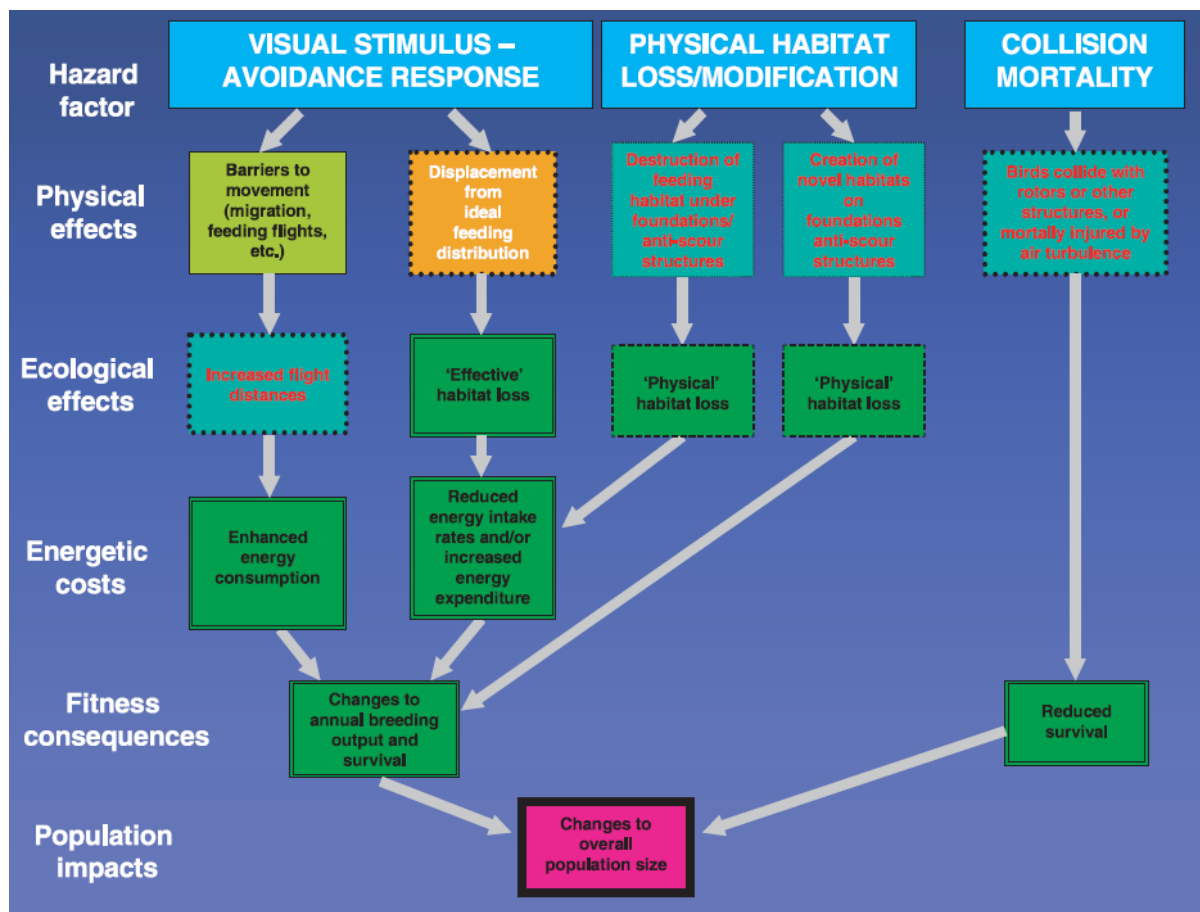 VISUAL STIMULUS –
AVOIDANCE RESPONSE
PHYSICAL HABITAT
LOSS/MODIFICATION
COLLISION
MORTALITY
Hazard
factor
Physical
effects
Barriers to
movement
(migration,
feeding flights,
etc.)
Displacement
from
ideal
feeding
distribution
Destruction of
feeding
habitat under
foundations/
anti-scour
structures
Creation of
novel habitats
on
foundations
anti-scour
structures
Birds collide with
rotors or other
structures, or
mortally injured by
air turbulence
Ecological
effects
Increased flight
distances
‘Effective’
habitat loss
‘Physical’
habitat loss
‘Physical’
habitat loss
Energetic
costs
Enhanced
energy
consumption
Reduced
energy intake
rates and/or
increased
energy
expenditure
Fitness
consequences
Changes to
annual breeding
output and
survival
Reduced
survival
Population
impacts
Changes to
overall
population size